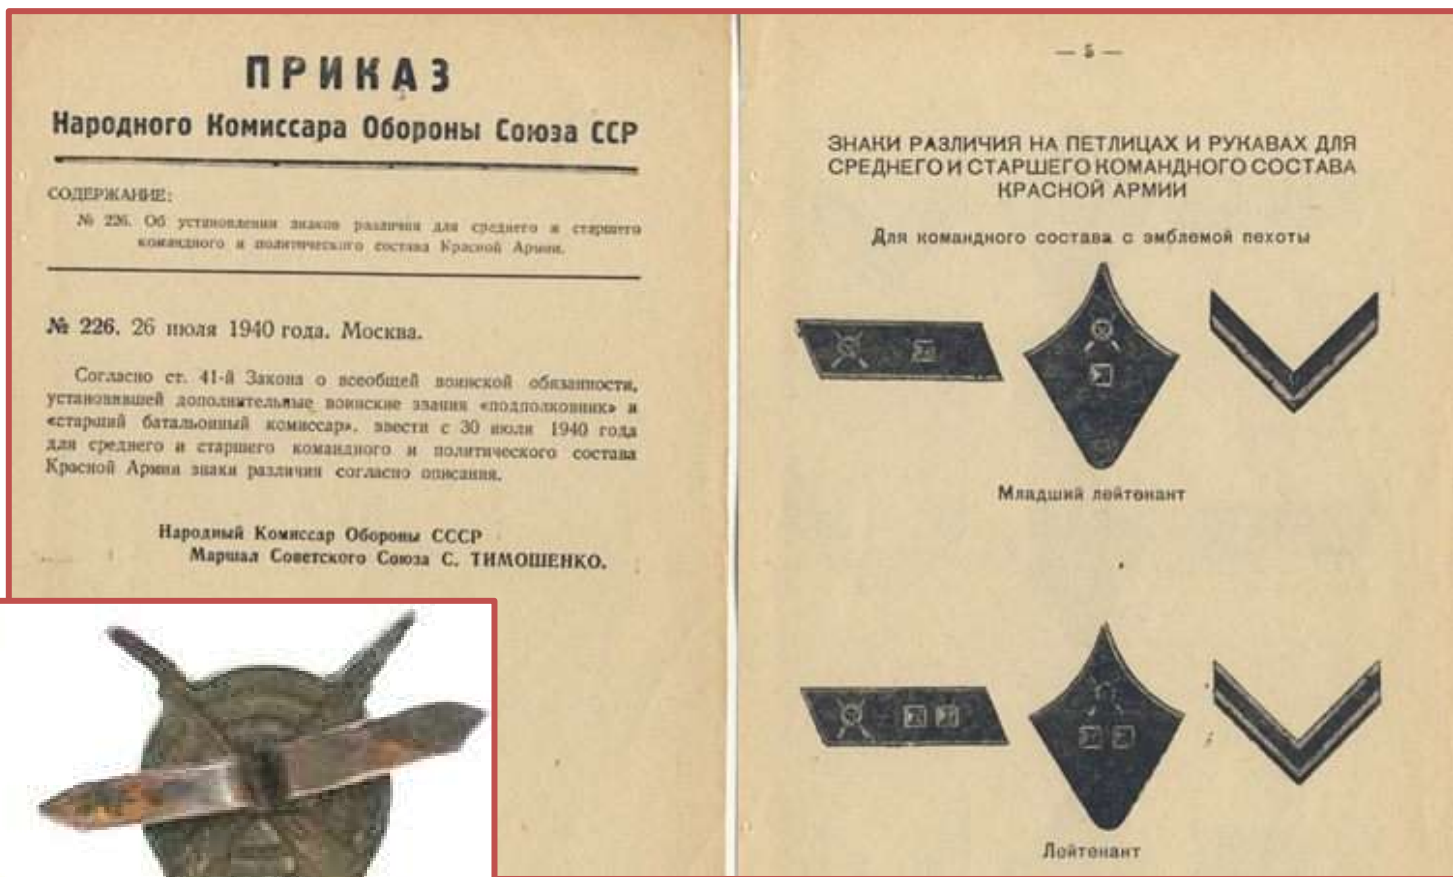 ПРИКАЗ
Народного Комиссара Обороны Союза ССР
СОДЕРЖАНИЕ:
№ 226. Об установлении знаков различия для среднего и старшего
командного и политического состава Красной Армии.
№ 226. 26 июля 1940 года. Москва.
Согласно ст. 41-й Закона о всеобщей воинской обязанности,
установившей дополнительные воинские звания «подполковник» и
«старший батальонный комиссар», ввести с 30 июля 1940 года
для среднего и старшего командного и политического состава
Красной Армии знаки различия согласно описания.
Народный Комиссар Обороны СССР
Маршал Советского Союза С. ТИМОШЕНКО.
— 5 —
ЗНАКИ РАЗЛИЧИЯ НА ПЕТЛИЦАХ И РУКАВАХ ДЛЯ
СРЕДНЕГО И СТАРШЕГО КОМАНДНОГО СОСТАВА
КРАСНОЙ АРМИИ
Для командного состава с эмблемой пехоты
Младший лейтенант
Лейтенант